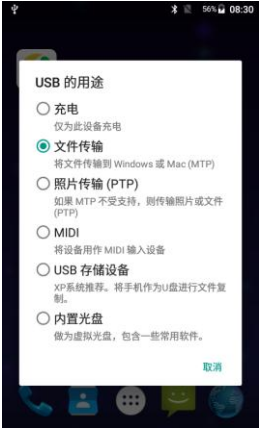 56% 08:30
USB 的用途
充电
仅为此设备充电
文件传输
将文件传输到 Windows 或 Mac (MTP)
照片传输 (PTP)
如果 MTP 不受支持，则传输照片或文件
(PTP)
MIDI
将设备用作 MIDI 输入设备
USB 存储设备
XP系统推荐。将手机作为U盘进行文件复
制。
内置光盘
做为虚拟光盘，包含一些常用软件。
取消